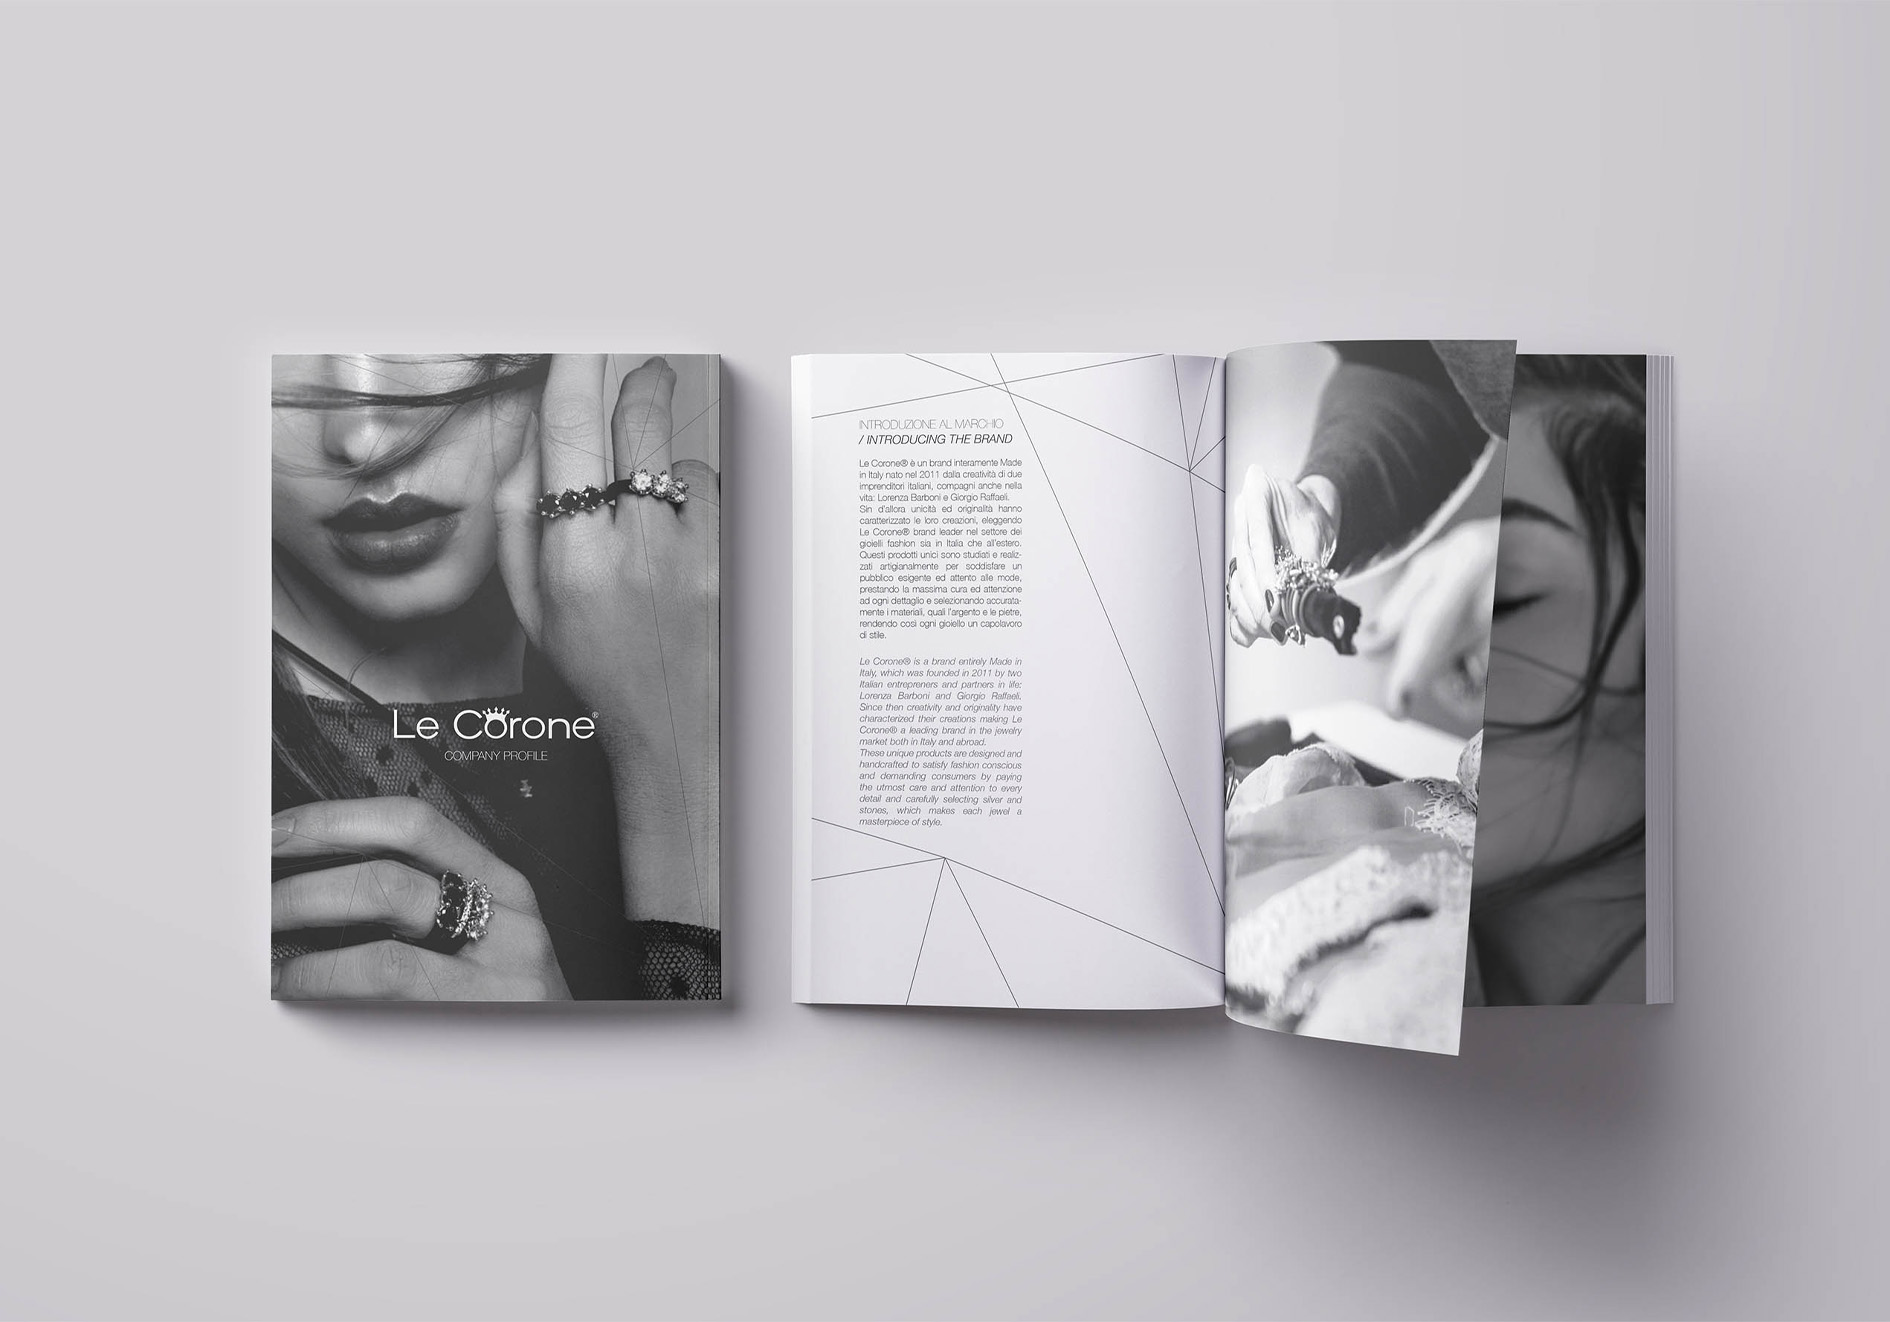 Le Corone®
COMPANY PROFILE
INTRODUZIONE AL MARCHIO
/ INTRODUCING THE BRAND
Le Corone® è un brand interamente Made
in Italy nato nel 2011 dalla creatività di due
imprenditori italiani, compagni anche nella
vita: Lorenza Barboni e Giorgio Raffaeli.
Sin d'allora unicità ed originalità hanno
caratterizzato le loro creazioni, eleggendo
Le Corone® brand leader nel settore dei
gioielli fashion sia in Italia che all'estero.
Questi prodotti unici sono studiati e realiz-
zati artigianalmente per soddisfare un
pubblico esigente ed attento alle mode,
prestando la massima cura ed attenzione
ad ogni dettaglio e selezionando accurata-
mente i materiali, quali l'argento e le pietre,
rendendo così ogni gioiello un capolavoro
di stile.
Le Corone® is a brand entirely Made in
Italy, which was founded in 2011 by two
Italian entrepreners and partners in life:
Lorenza Barboni and Giorgio Raffaeli.
Since then creativity and originality have
characterized their creations making Le
Corone® a leading brand in the jewelry
market both in Italy and abroad.
These unique products are designed and
handcrafted to satisfy fashion conscious
and demanding consumers by paying
the utmost care and attention to every
detail and carefully selecting silver and
stones, which makes each jewel a
masterpiece of style.